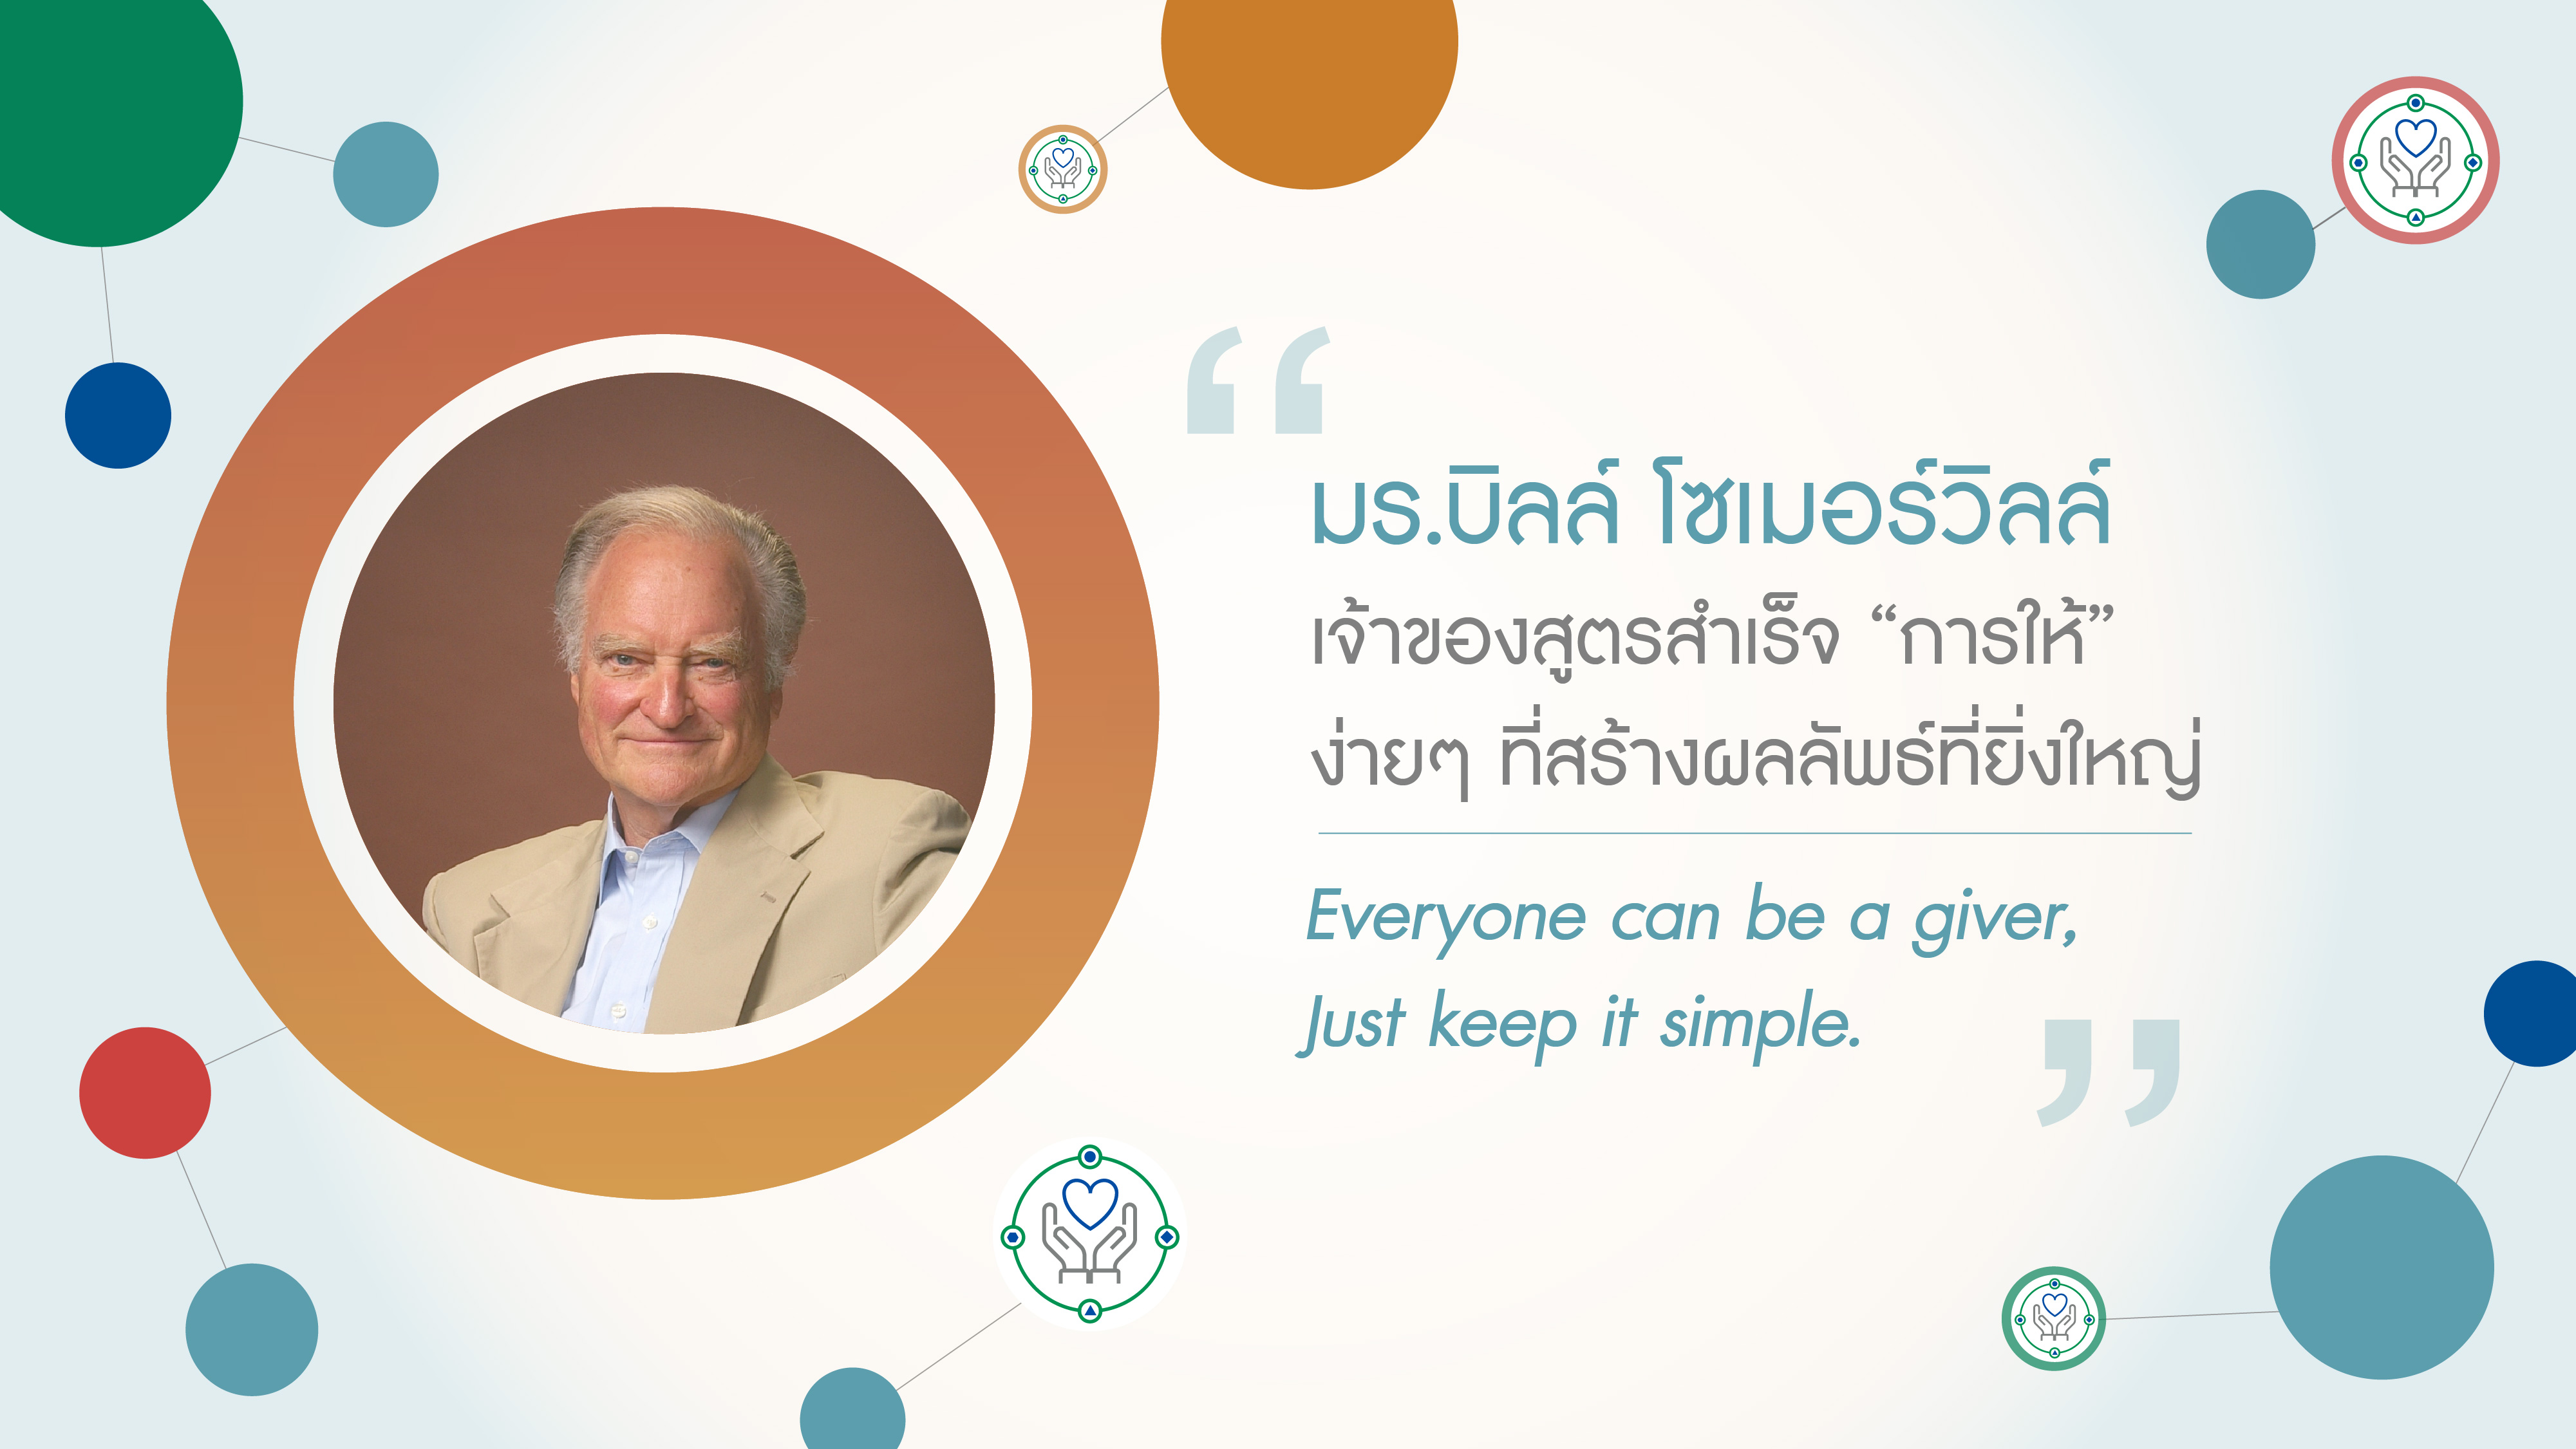 “
มร.บิลล์ โซเมอร์วิลล์
เจ้าของสูตรสำเร็จ “การให้”
ง่ายๆ ที่สร้างผลลัพธ์ที่ยิ่งใหญ่
Everyone can be a giver,
Just keep it simple.
”